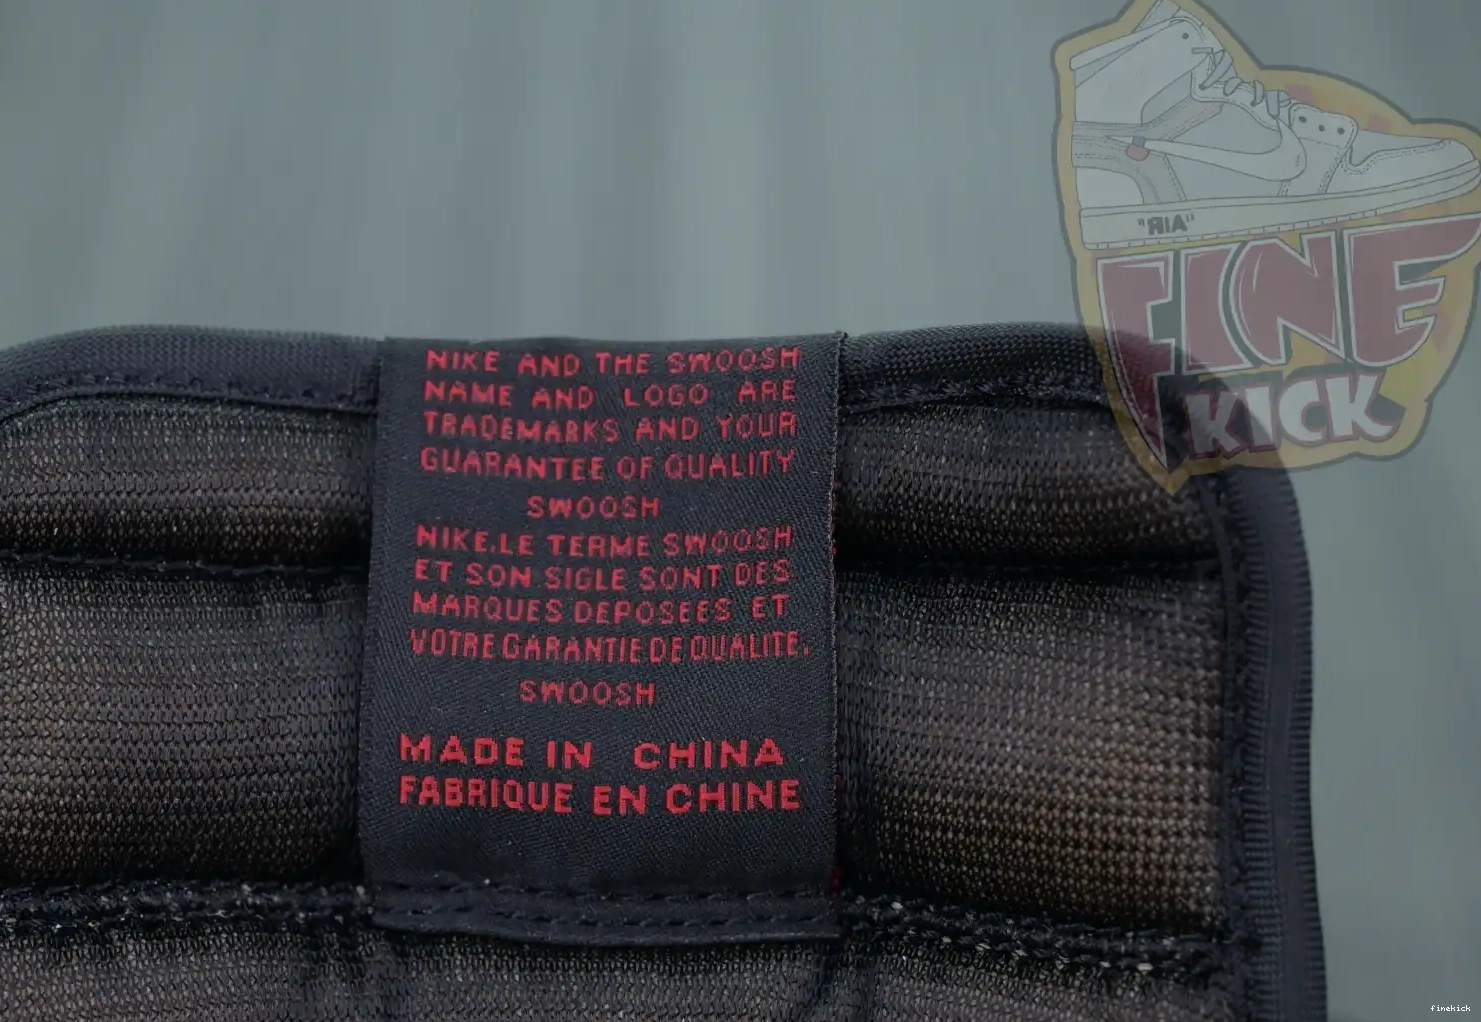 "AIR"
FINE
KICK
NIKE AND THE SWOOSH
NAME AND LOGO ARE
TRADEMARKS AND YOUR
GUARANTEE OF QUALITY
SWOOSH
NIKE.LE TERME SWOOSH
ET SON SIGLE SONT DES
MARQUES DEPOSEES ET
VOTRE GARANTIE DE QUALITE.
SWOOSH
MADE IN CHINA
FABRIQUE EN CHINE
finekick